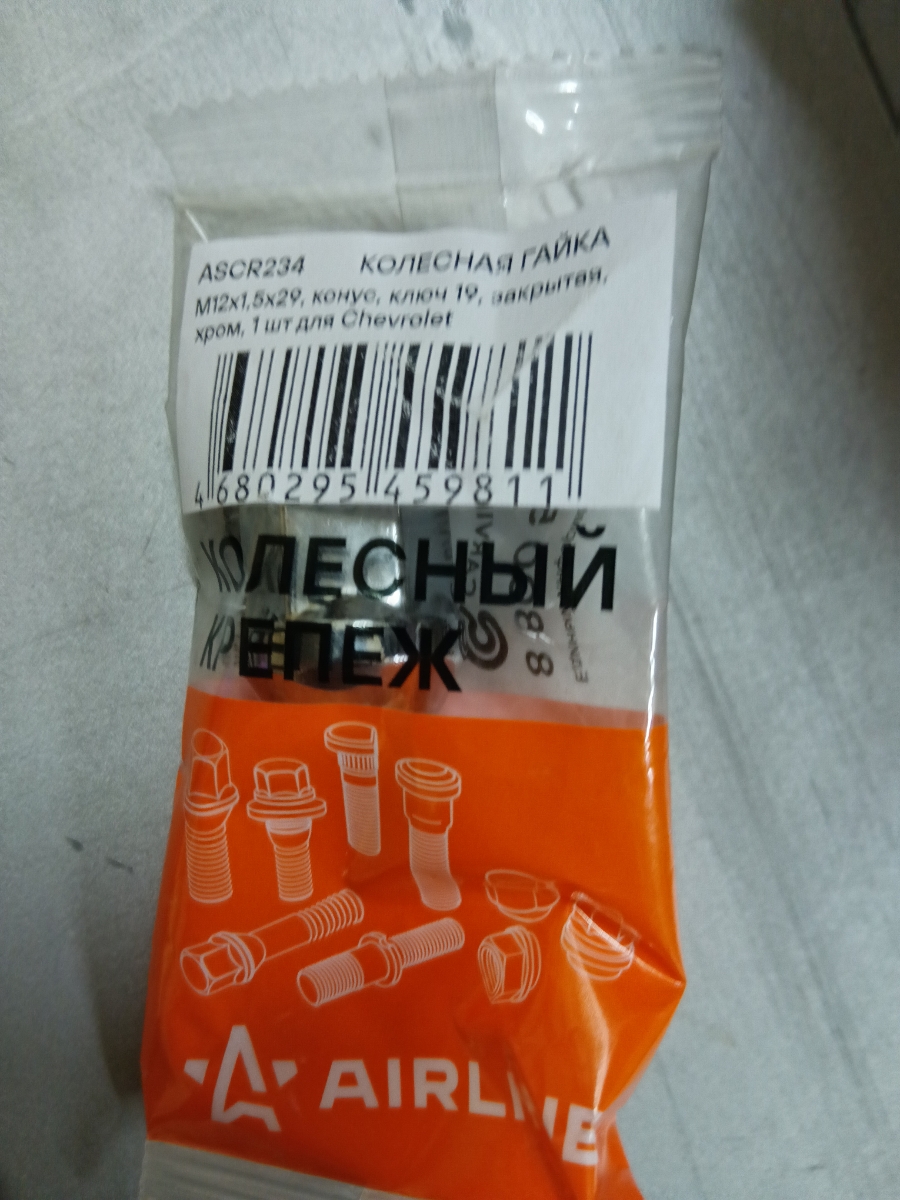 ASCR234 КОЛЕСНАЯ ГАЙКА
M12x1,5x29, конус, ключ 19, закрытая,
хром, 1 шт для Chevrolet
4 680295 459811
КОЛЕСНЫЙ
КРЕПЕЖ
AIRLINE